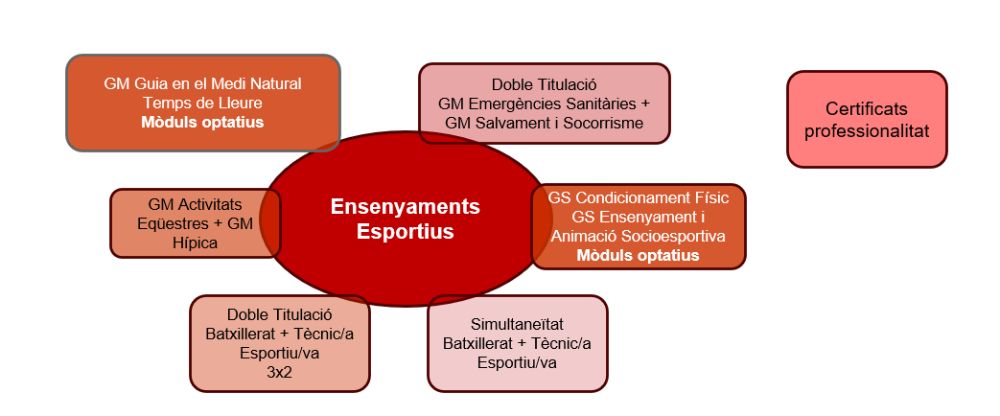 GM Guia en el Medi Natural
Temps de Lleure
Mòduls optatius
Doble Titulació
GM Emergències Sanitàries +
GM Salvament i Socorrisme
Certificats
professionalitat
Ensenyaments
Esportius
GM Activitats
Eqüestres + GM
Hípica
GS Condicionament Físic
GS Ensenyament i
Animació Socioesportiva
Mòduls optatius
Doble Titulació
Batxillerat + Tècnic/a
Esportiu/va
3x2
Simultaneïtat
Batxillerat + Tècnic/a
Esportiu/va